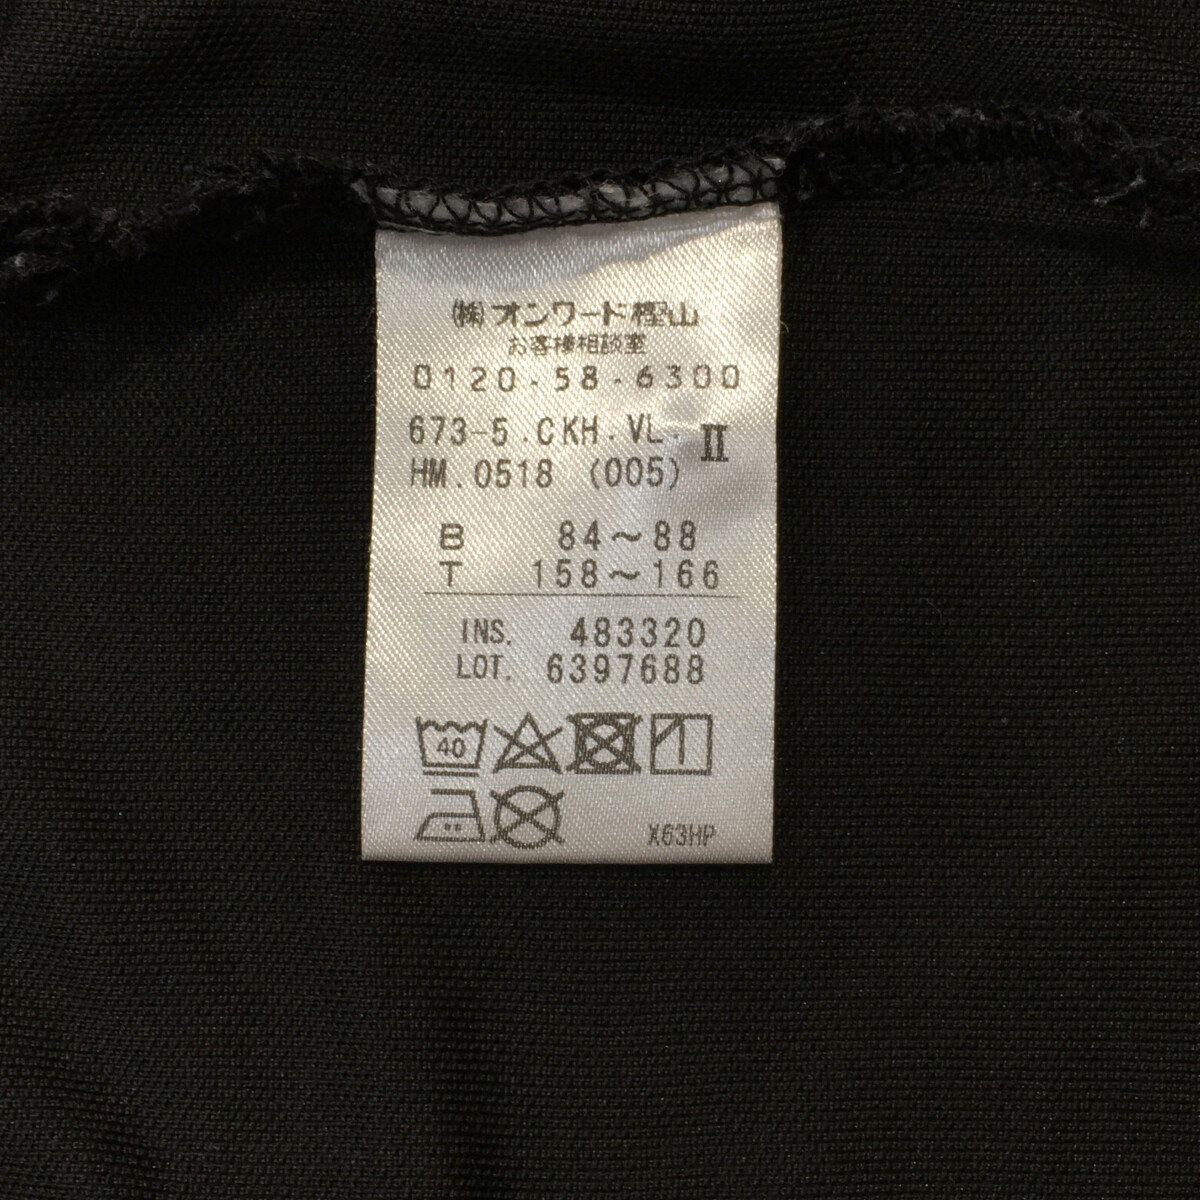 (株)オンワード樫山
お客様相談室
0120-58-6300
673-5.CKH.VL. Ⅱ
HM.0518 (005)
B 84~88
T 158~166
INS. 483320
LOT. 6397688
40
X63HP